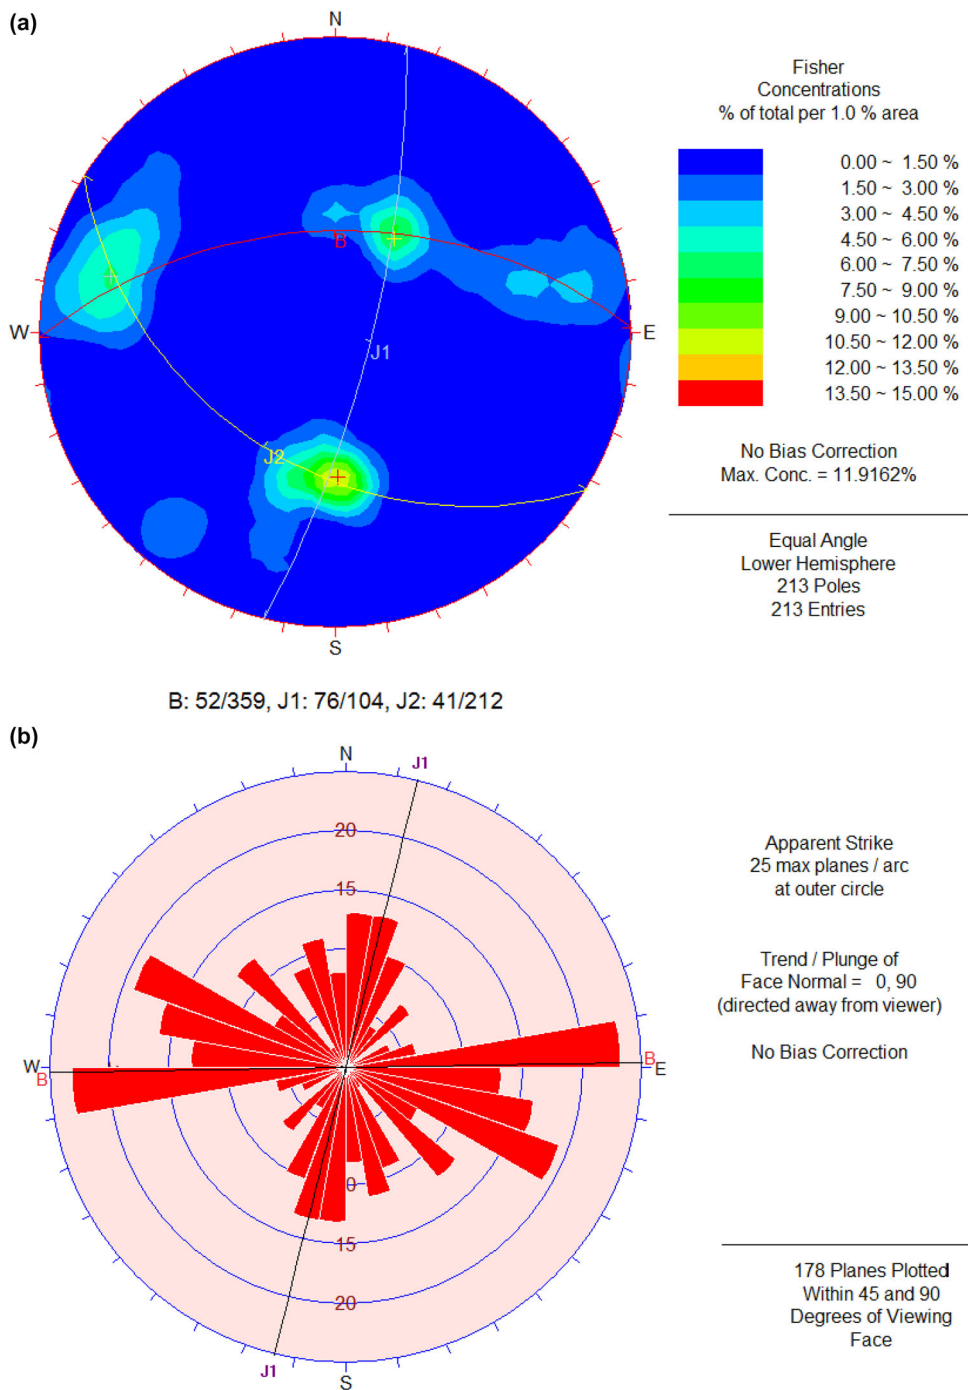 (a)
N
W
E
S
B
J1
J2
Fisher
Concentrations
% of total per 1.0 % area
0.00 ~ 1.50 %
1.50 ~ 3.00 %
3.00 ~ 4.50 %
4.50 ~ 6.00 %
6.00 ~ 7.50 %
7.50 ~ 9.00 %
9.00 ~ 10.50 %
10.50 ~ 12.00 %
12.00 ~ 13.50 %
13.50 ~ 15.00 %
No Bias Correction
Max. Conc. = 11.9162%
Equal Angle
Lower Hemisphere
213 Poles
213 Entries
B: 52/359, J1: 76/104, J2: 41/212
(b)
N
J1
20
15
W
B
B
E
0
15
20
J1
S
Apparent Strike
25 max planes / arc
at outer circle
Trend / Plunge of
Face Normal = 0, 90
(directed away from viewer)
No Bias Correction
178 Planes Plotted
Within 45 and 90
Degrees of Viewing
Face